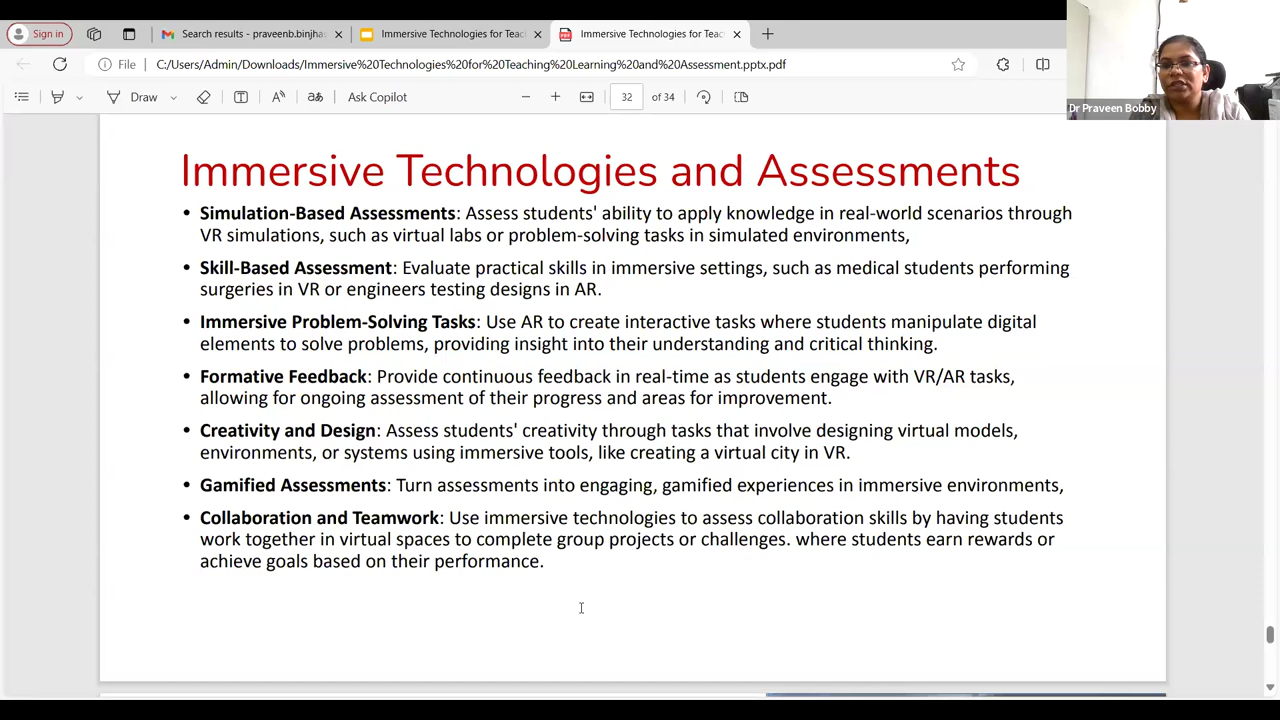 Sign in
Search results - praveenb.binjha
Immersive Technologies for Teac
Immersive Technologies for Teac
File
C:/Users/Admin/Downloads/Immersive%20Technologies%20for%20Teaching%20Learning%20and%20Assessment.pptx.pdf
Draw
Ask Copilot
32
of 34
Dr Praveen Bobby
Immersive Technologies and Assessments
• Simulation-Based Assessments: Assess students' ability to apply knowledge in real-world scenarios through
VR simulations, such as virtual labs or problem-solving tasks in simulated environments,
• Skill-Based Assessment: Evaluate practical skills in immersive settings, such as medical students performing
surgeries in VR or engineers testing designs in AR.
• Immersive Problem-Solving Tasks: Use AR to create interactive tasks where students manipulate digital
elements to solve problems, providing insight into their understanding and critical thinking.
• Formative Feedback: Provide continuous feedback in real-time as students engage with VR/AR tasks,
allowing for ongoing assessment of their progress and areas for improvement.
• Creativity and Design: Assess students' creativity through tasks that involve designing virtual models,
environments, or systems using immersive tools, like creating a virtual city in VR.
• Gamified Assessments: Turn assessments into engaging, gamified experiences in immersive environments,
• Collaboration and Teamwork: Use immersive technologies to assess collaboration skills by having students
work together in virtual spaces to complete group projects or challenges. where students earn rewards or
achieve goals based on their performance.